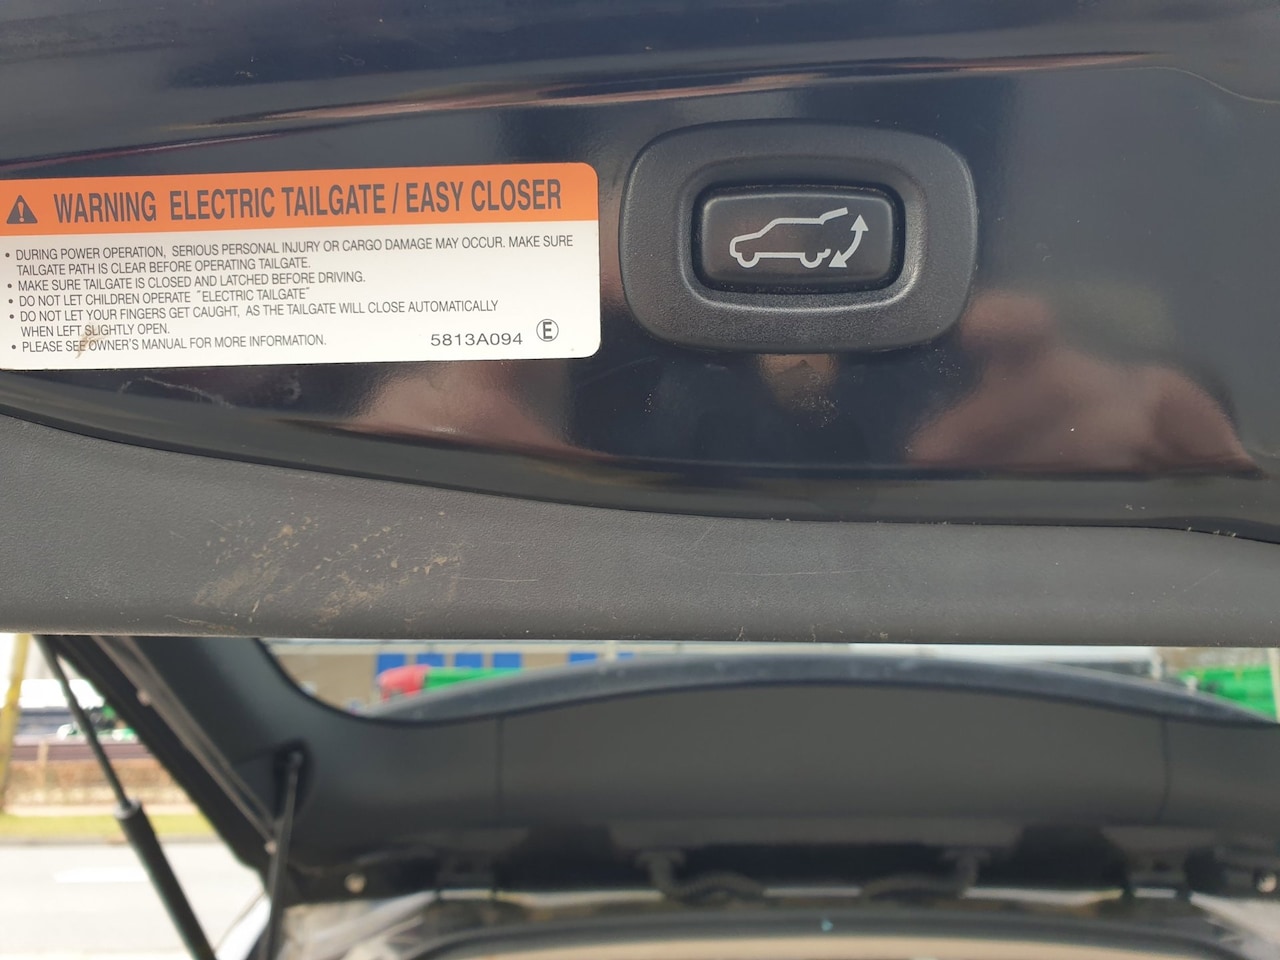 WARNING ELECTRIC TAILGATE / EASY CLOSER
• DURING POWER OPERATION, SERIOUS PERSONAL INJURY OR CARGO DAMAGE MAY OCCUR. MAKE SURE
TAILGATE PATH IS CLEAR BEFORE OPERATING TAILGATE.
• MAKE SURE TAILGATE IS CLOSED AND LATCHED BEFORE DRIVING.
• DO NOT LET CHILDREN OPERATE "ELECTRIC TAILGATE"
• DO NOT LET YOUR FINGERS GET CAUGHT, AS THE TAILGATE WILL CLOSE AUTOMATICALLY
WHEN LEFT SLIGHTLY OPEN.
• PLEASE SEE OWNER'S MANUAL FOR MORE INFORMATION.
5813A094 Ⓔ